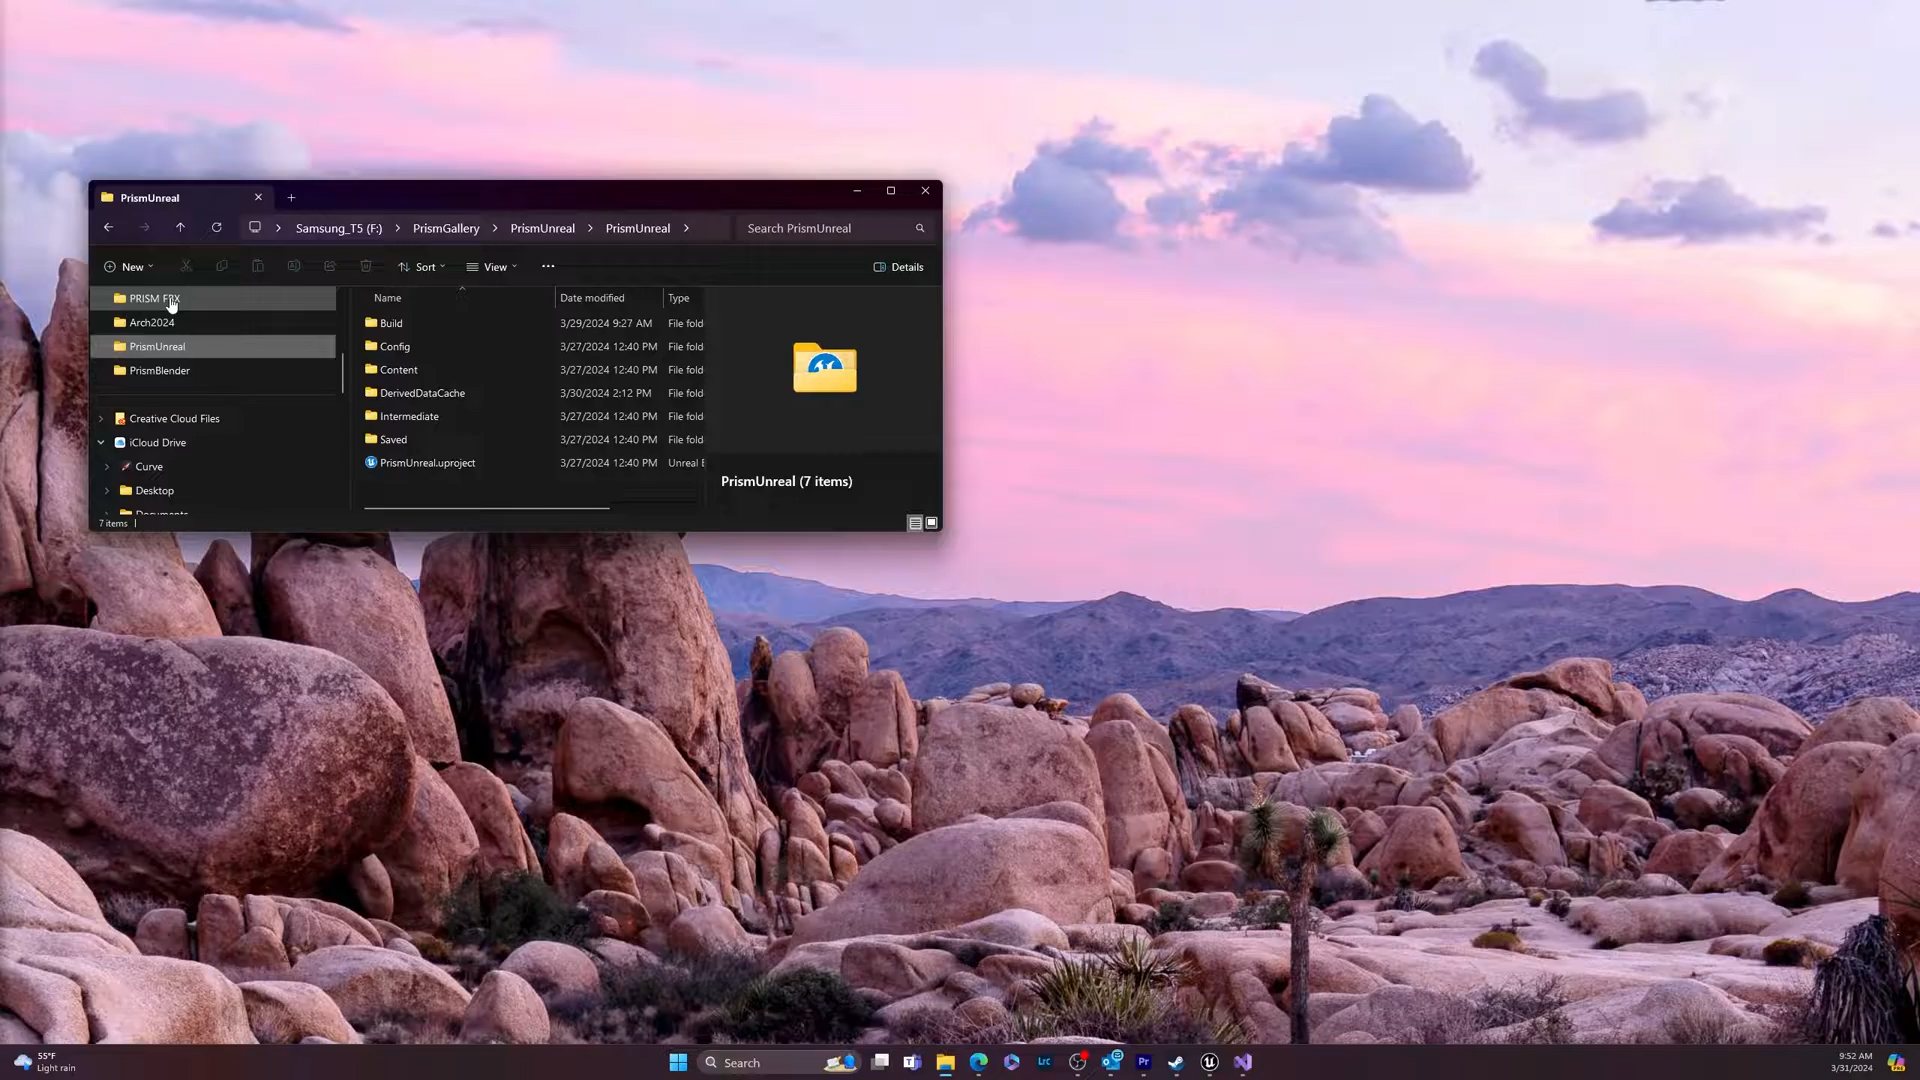 PrismUnreal
Samsung_T5 (F:) PrismGallery PrismUnreal PrismUnreal Search PrismUnreal
New Sort View Details
PRISM FBX
Arch2024
PrismUnreal
PrismBlender
Creative Cloud Files
iCloud Drive
Curve
Desktop
Documents
Name Date modified Type
Build 3/29/2024 9:27 AM File fold
Config 3/27/2024 12:40 PM File fold
Content 3/27/2024 12:40 PM File fold
DerivedDataCache 3/30/2024 2:12 PM File fold
Intermediate 3/27/2024 12:40 PM File fold
Saved 3/27/2024 12:40 PM File fold
PrismUnreal.uproject 3/27/2024 12:40 PM Unreal E
PrismUnreal (7 items)
7 items
55°F
Light rain
Search
Lrc
Pr
9:52 AM
3/31/2024